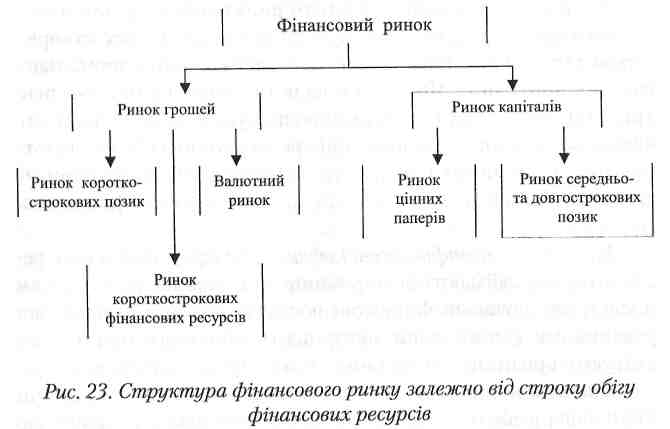 Фінансовий ринок
Ринок грошей
Ринок капіталів
Ринок коротко-
строкових позик
Валютний
ринок
Ринок
цінних
паперів
Ринок середньо-
та довгострокових
позик
Ринок
короткострокових
фінансових ресурсів
Рис. 23. Структура фінансового ринку залежно від строку обігу
фінансових ресурсів